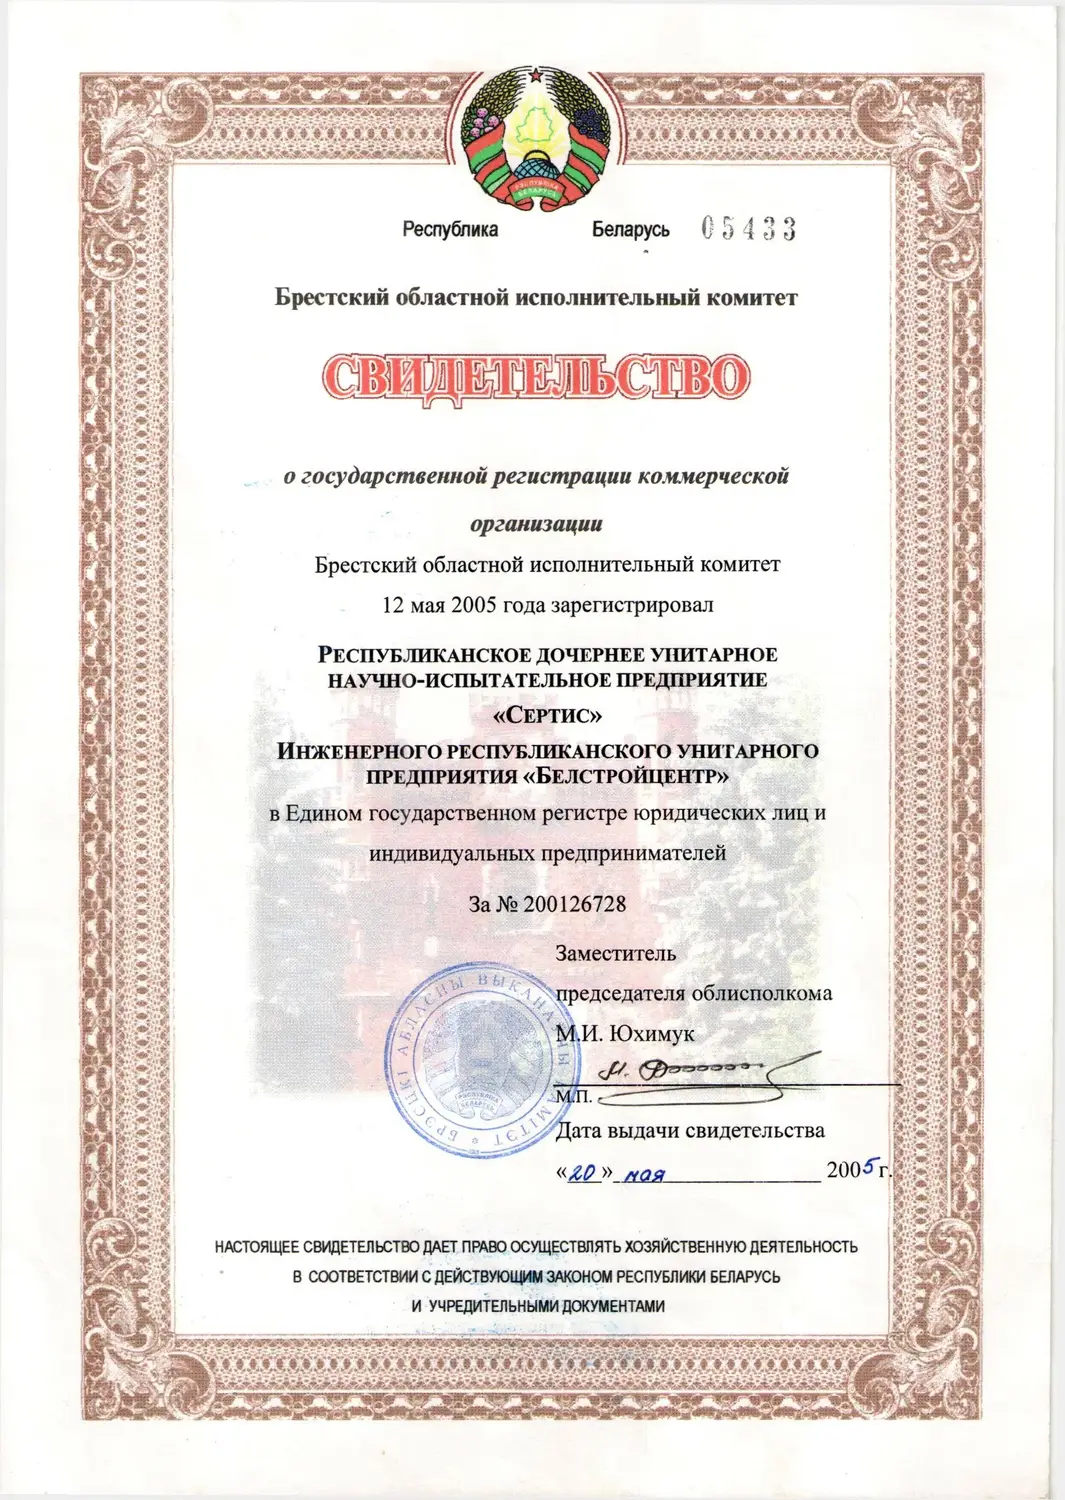 РЕСПУБЛИКА
БЕЛАРУСЬ
Республика Беларусь 05433
Брестский областной исполнительный комитет
СВИДЕТЕЛЬСТВО
о государственной регистрации коммерческой
организации
Брестский областной исполнительный комитет
12 мая 2005 года зарегистрировал
РЕСПУБЛИКАНСКОЕ ДОЧЕРНЕЕ УНИТАРНОЕ
НАУЧНО-ИСПЫТАТЕЛЬНОЕ ПРЕДПРИЯТИЕ
«СЕРТИС»
ИНЖЕНЕРНОГО РЕСПУБЛИКАНСКОГО УНИТАРНОГО
ПРЕДПРИЯТИЯ «БЕЛСТРОЙЦЕНТР»
в Едином государственном регистре юридических лиц и
индивидуальных предпринимателей
За № 200126728
Заместитель
председателя облисполкома
М.И. Юхимук
М.П.
БРЭСЦКІ АБЛАСНЫ ВЫКАНАЎЧЫ КАМІТЭТ
РЭСПУБЛІКА
БЕЛАРУСЬ
Дата выдачи свидетельства
«20» мая 2005 г.
НАСТОЯЩЕЕ СВИДЕТЕЛЬСТВО ДАЕТ ПРАВО ОСУЩЕСТВЛЯТЬ ХОЗЯЙСТВЕННУЮ ДЕЯТЕЛЬНОСТЬ
В СООТВЕТСТВИИ С ДЕЙСТВУЮЩИМ ЗАКОНОМ РЕСПУБЛИКИ БЕЛАРУСЬ
И УЧРЕДИТЕЛЬНЫМИ ДОКУМЕНТАМИ